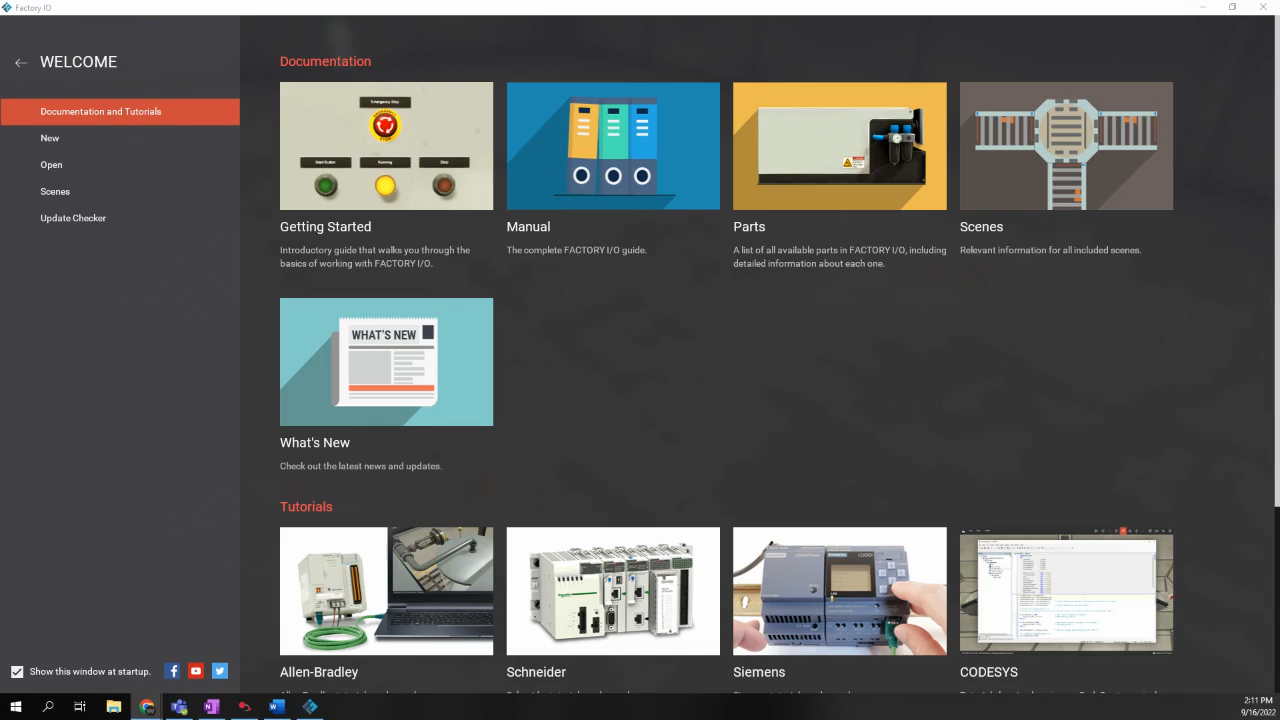 Factory IO
WELCOME
Documentation and Tutorials
New
Open
Scenes
Update Checker
Show this window at startup.
Documentation
Emergency Stop
Start Button
Running
Stop
Getting Started
Introductory guide that walks you through the
basics of working with FACTORY I/O.
Manual
The complete FACTORY I/O guide.
Parts
A list of all available parts in FACTORY I/O, including
detailed information about each one.
Scenes
Relevant information for all included scenes.
WHAT'S NEW
What's New
Check out the latest news and updates.
Tutorials
Allen-Bradley
Schneider
SIEMENS
LOGO!
Siemens
CODESYS
2:11 PM
9/16/2022